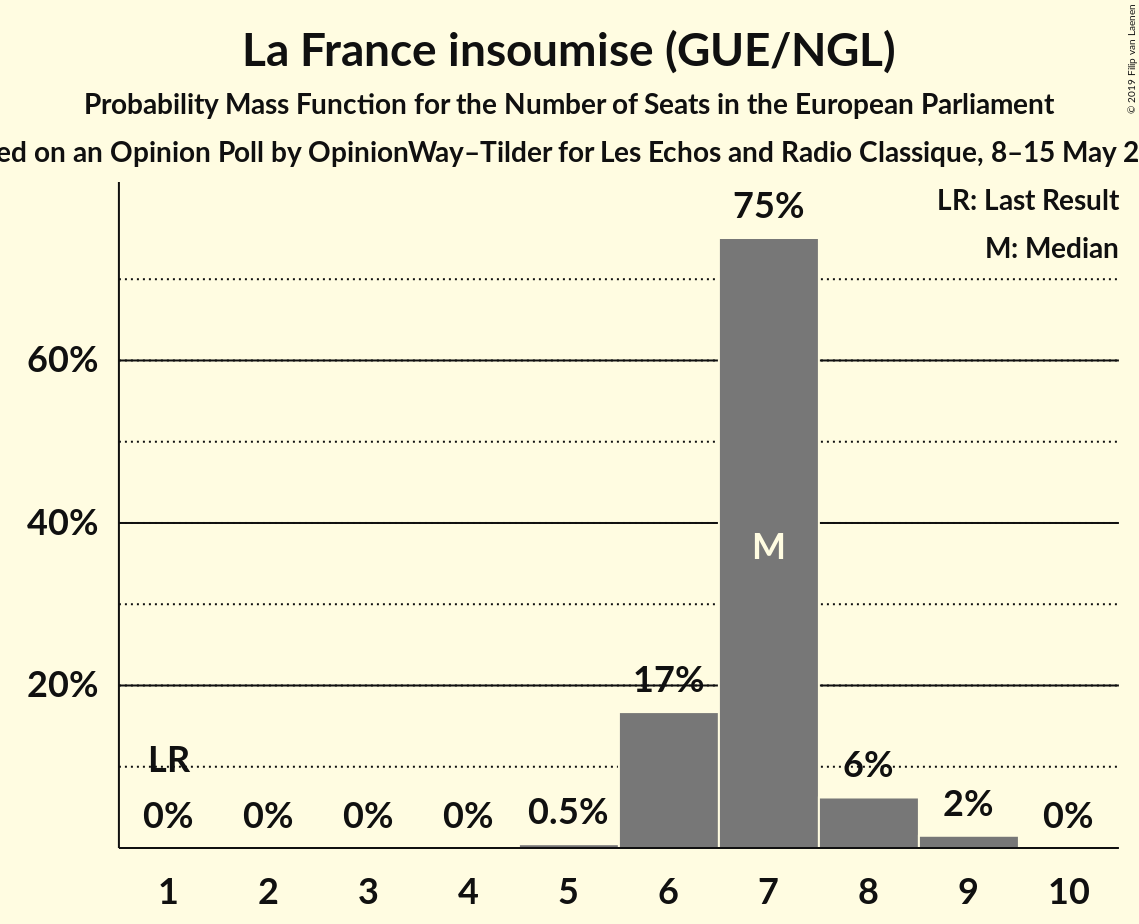 La France insoumise (GUE/NGL)
Probability Mass Function for the Number of Seats in the European Parliament
ed on an Opinion Poll by OpinionWay–Tilder for Les Echos and Radio Classique, 8–15 May 2
© 2019 Filip van Laenen
LR: Last Result
M: Median
75%
60%
40%
M
20%
17%
LR
6%
0% 0% 0% 0% 0.5% 2% 0%
1 2 3 4 5 6 7 8 9 10